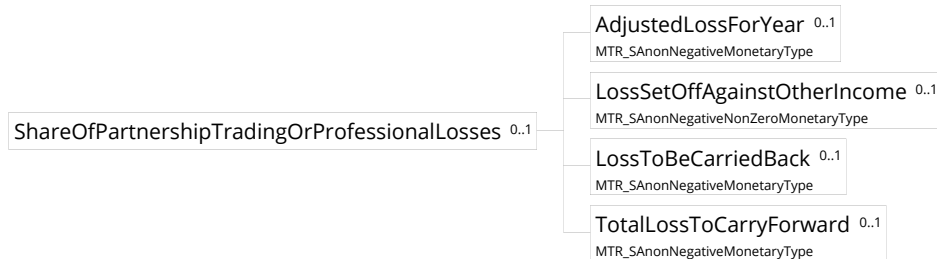 AdjustedLossForYear 0..1
MTR_SAnonNegativeMonetaryType
LossSetOffAgainstOtherIncome 0..1
MTR_SAnonNegativeNonZeroMonetaryType
ShareOfPartnershipTradingOrProfessionalLosses 0..1
LossToBeCarriedBack 0..1
MTR_SAnonNegativeMonetaryType
TotalLossToCarryForward 0..1
MTR_SAnonNegativeMonetaryType